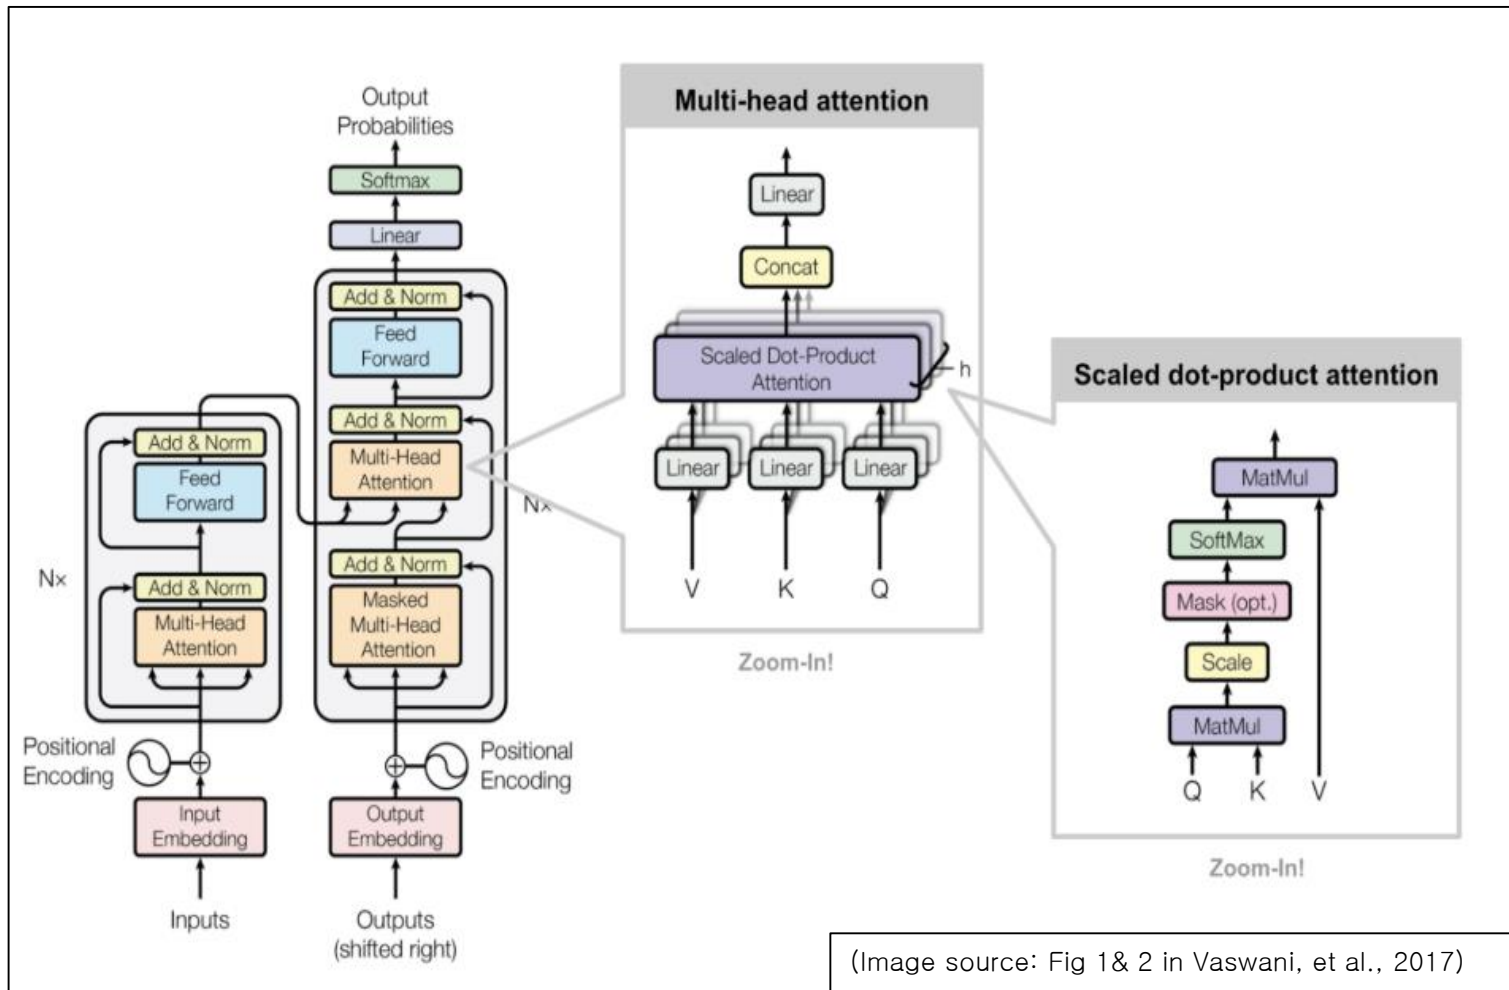 Output
Probabilities
Softmax
Linear
Add & Norm
Feed
Forward
Add & Norm
Multi-Head
Attention
Add & Norm
Masked
Multi-Head
Attention
Nx
Positional
Encoding
Output
Embedding
Outputs
(shifted right)
Add & Norm
Feed
Forward
Nx
Add & Norm
Multi-Head
Attention
Positional
Encoding
Input
Embedding
Inputs
Multi-head attention
Linear
Concat
Scaled Dot-Product
Attention
h
Linear
Linear
Linear
V
K
Q
Zoom-In!
Scaled dot-product attention
MatMul
SoftMax
Mask (opt.)
Scale
MatMul
Q
K
V
Zoom-In!
(Image source: Fig 1& 2 in Vaswani, et al., 2017)